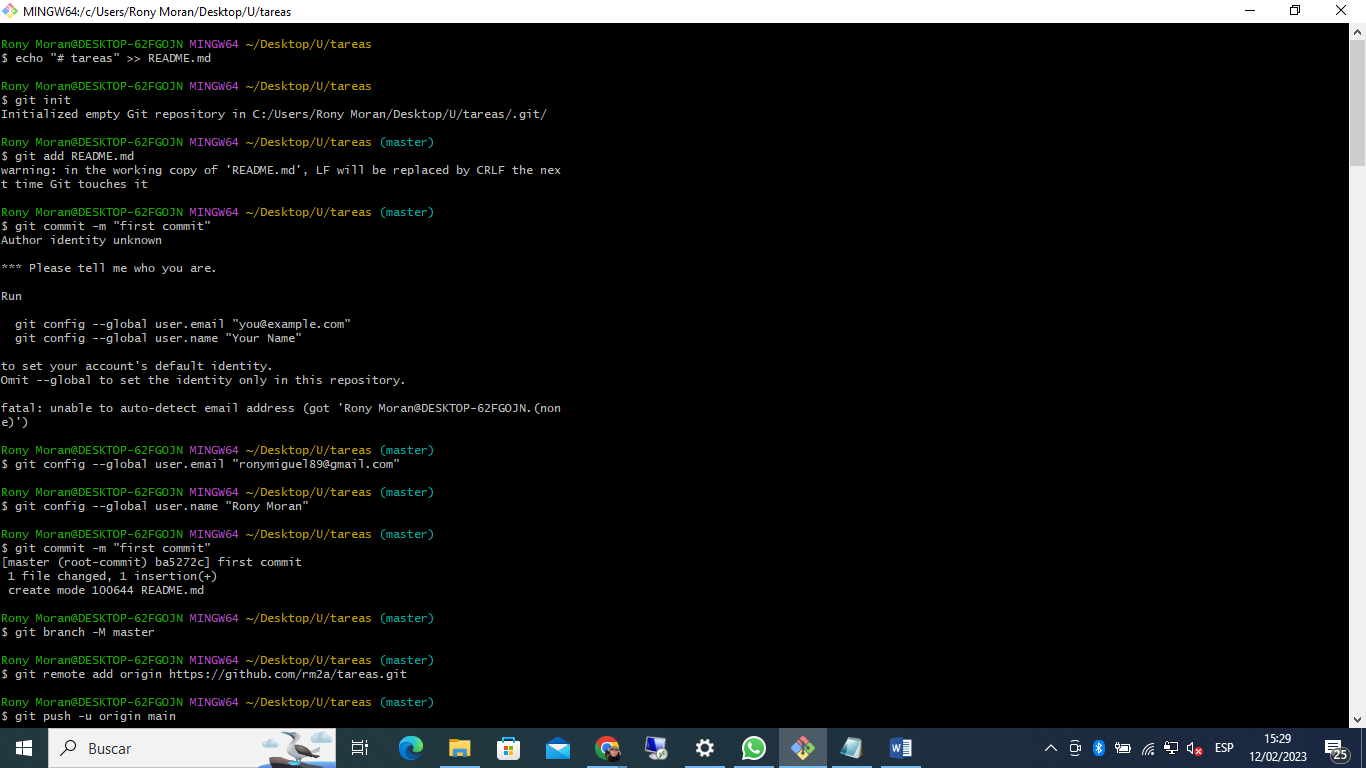 MINGW64:/c/Users/Rony Moran/Desktop/U/tareas
Rony Moran@DESKTOP-62FGOJN MINGW64 ~/Desktop/U/tareas
$ echo "# tareas" >> README.md
Rony Moran@DESKTOP-62FGOJN MINGW64 ~/Desktop/U/tareas
$ git init
Initialized empty Git repository in C:/Users/Rony Moran/Desktop/U/tareas/.git/
Rony Moran@DESKTOP-62FGOJN MINGW64 ~/Desktop/U/tareas (master)
$ git add README.md
warning: in the working copy of 'README.md', LF will be replaced by CRLF the nex
t time Git touches it
Rony Moran@DESKTOP-62FGOJN MINGW64 ~/Desktop/U/tareas (master)
$ git commit -m "first commit"
Author identity unknown
*** Please tell me who you are.
Run
git config --global user.email "you@example.com"
git config --global user.name "Your Name"
to set your account's default identity.
Omit --global to set the identity only in this repository.
fatal: unable to auto-detect email address (got 'Rony Moran@DESKTOP-62FGOJN.(non
e)')
Rony Moran@DESKTOP-62FGOJN MINGW64 ~/Desktop/U/tareas (master)
$ git config --global user.email "ronymiguel89@gmail.com"
Rony Moran@DESKTOP-62FGOJN MINGW64 ~/Desktop/U/tareas (master)
$ git config --global user.name "Rony Moran"
Rony Moran@DESKTOP-62FGOJN MINGW64 ~/Desktop/U/tareas (master)
$ git commit -m "first commit"
[master (root-commit) ba5272c] first commit
1 file changed, 1 insertion(+)
create mode 100644 README.md
Rony Moran@DESKTOP-62FGOJN MINGW64 ~/Desktop/U/tareas (master)
$ git branch -M master
Rony Moran@DESKTOP-62FGOJN MINGW64 ~/Desktop/U/tareas (master)
$ git remote add origin https://github.com/rm2a/tareas.git
Rony Moran@DESKTOP-62FGOJN MINGW64 ~/Desktop/U/tareas (master)
$ git push -u origin main
Buscar
ESP
15:29
12/02/2023
25